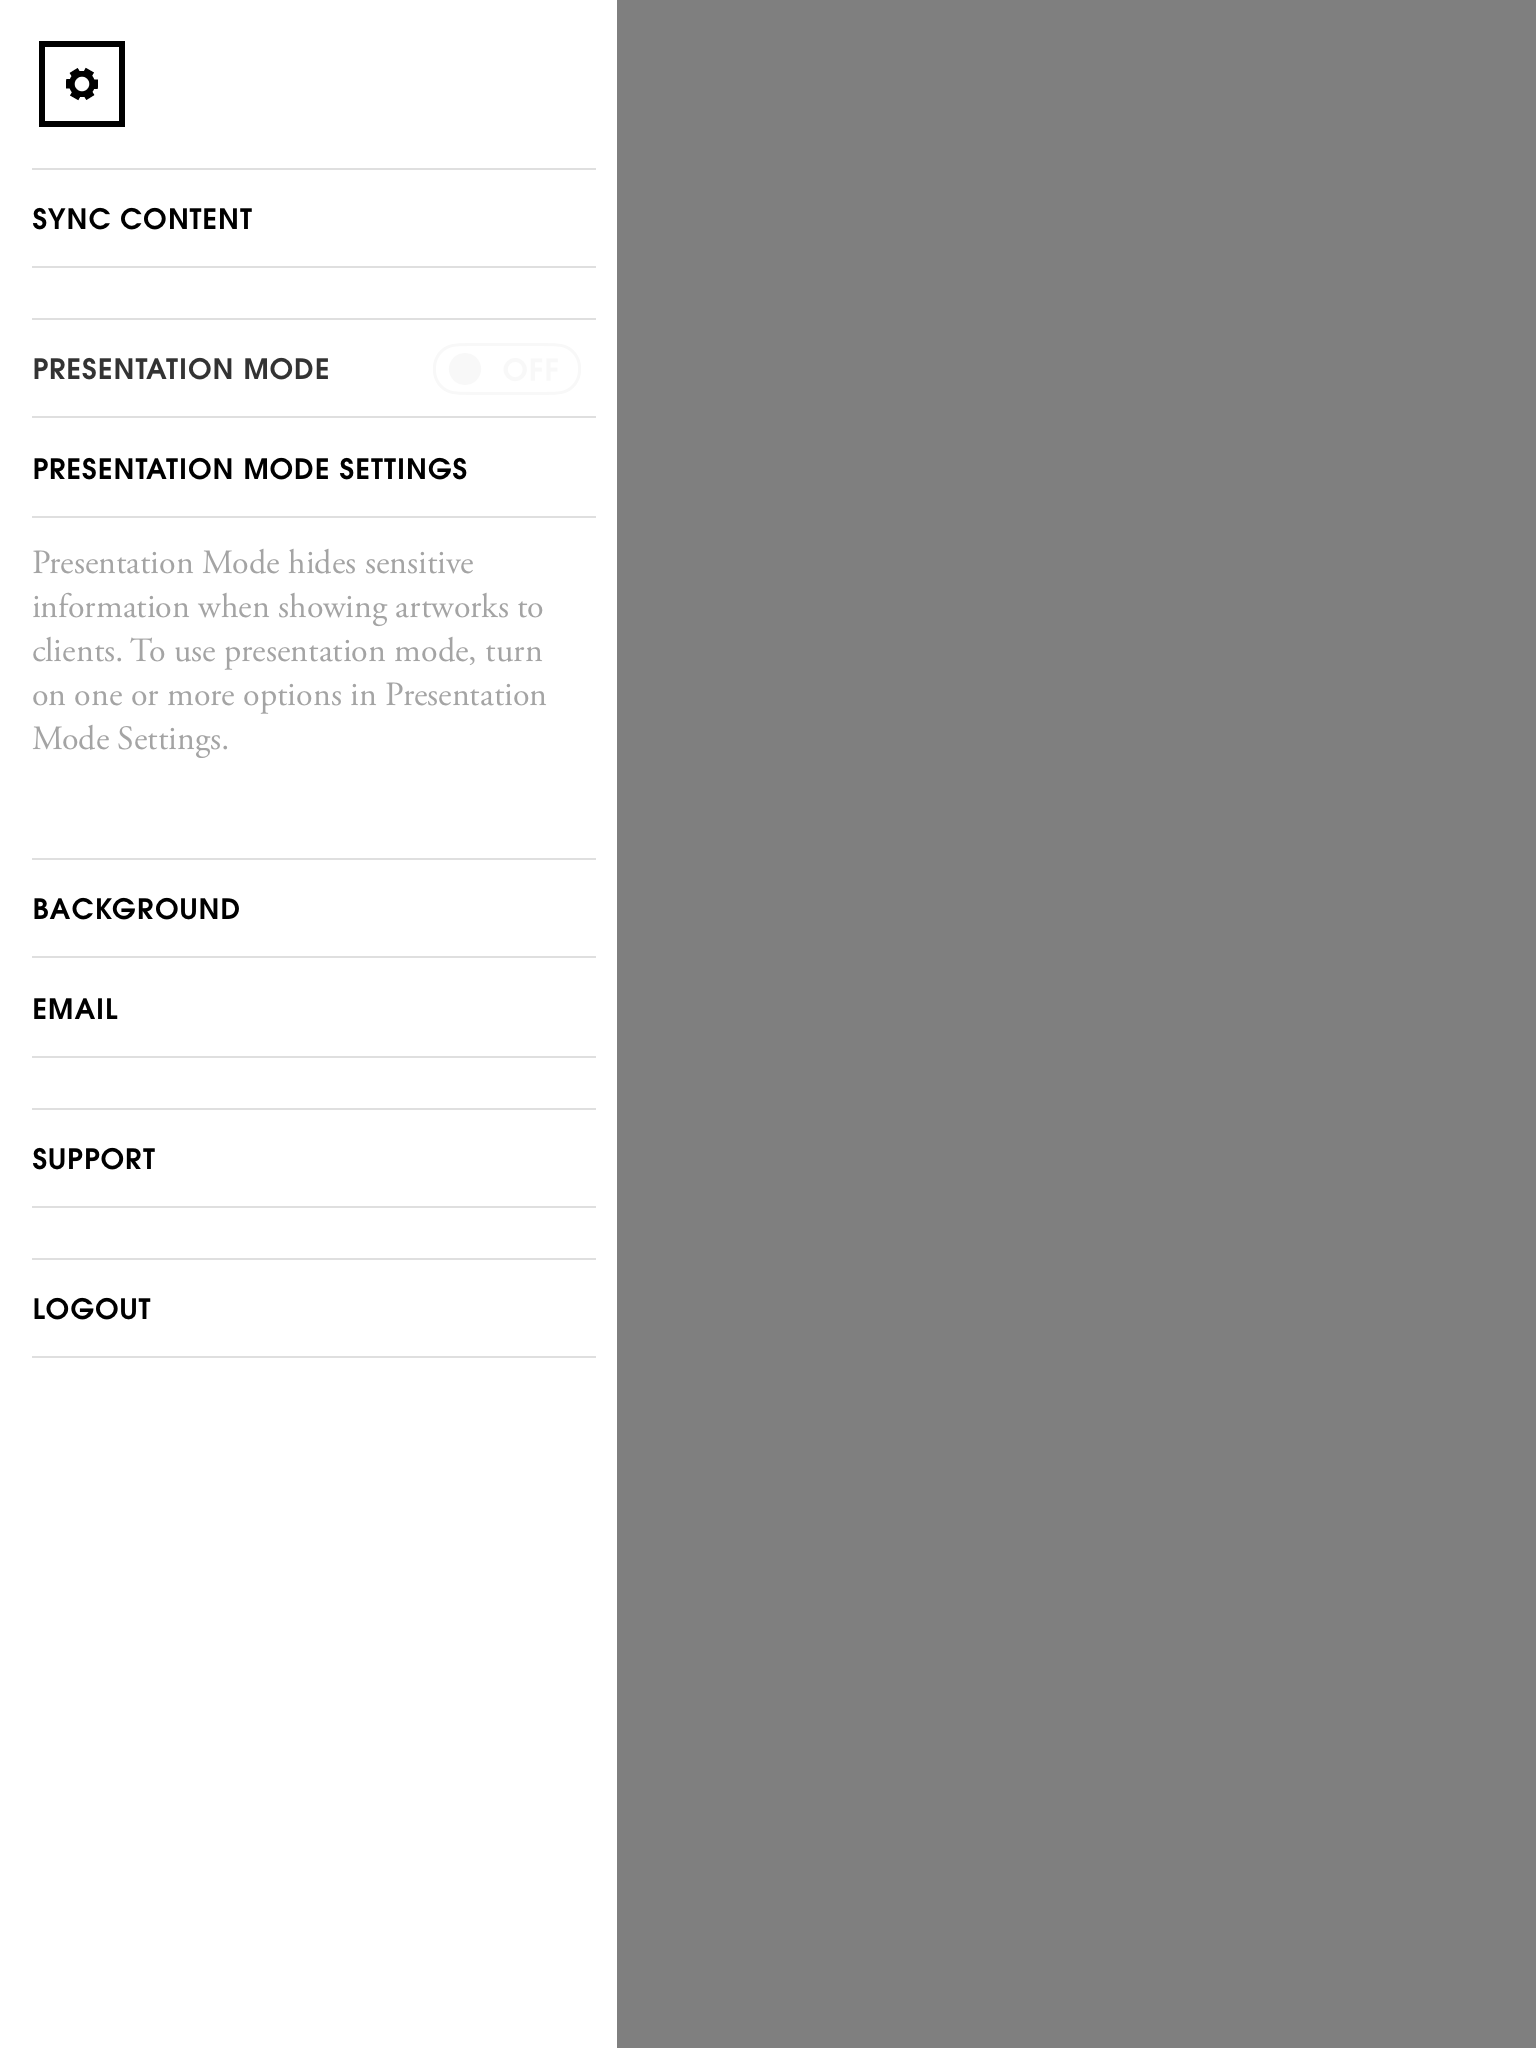 SYNC CONTENT
PRESENTATION MODE OFF
PRESENTATION MODE SETTINGS
Presentation Mode hides sensitive
information when showing artworks to
clients. To use presentation mode, turn
on one or more options in Presentation
Mode Settings.
BACKGROUND
EMAIL
SUPPORT
LOGOUT